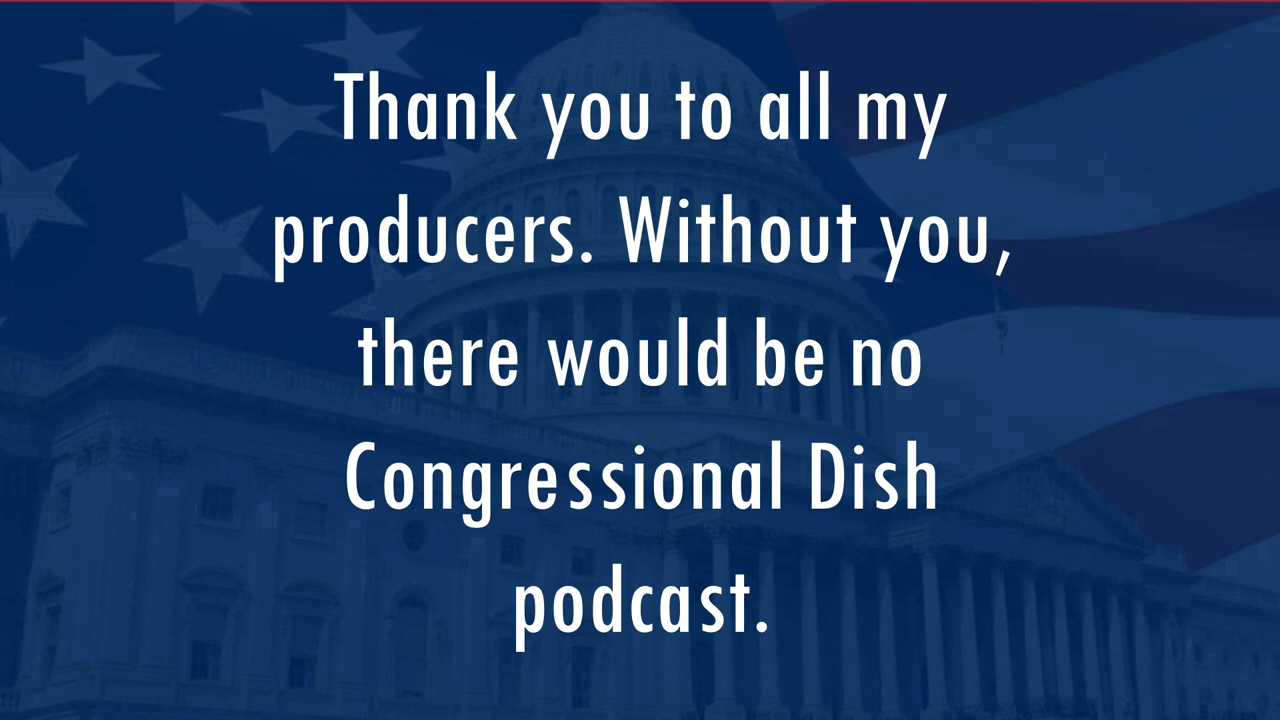 Thank you to all my
producers. Without you,
there would be no
Congressional Dish
podcast.